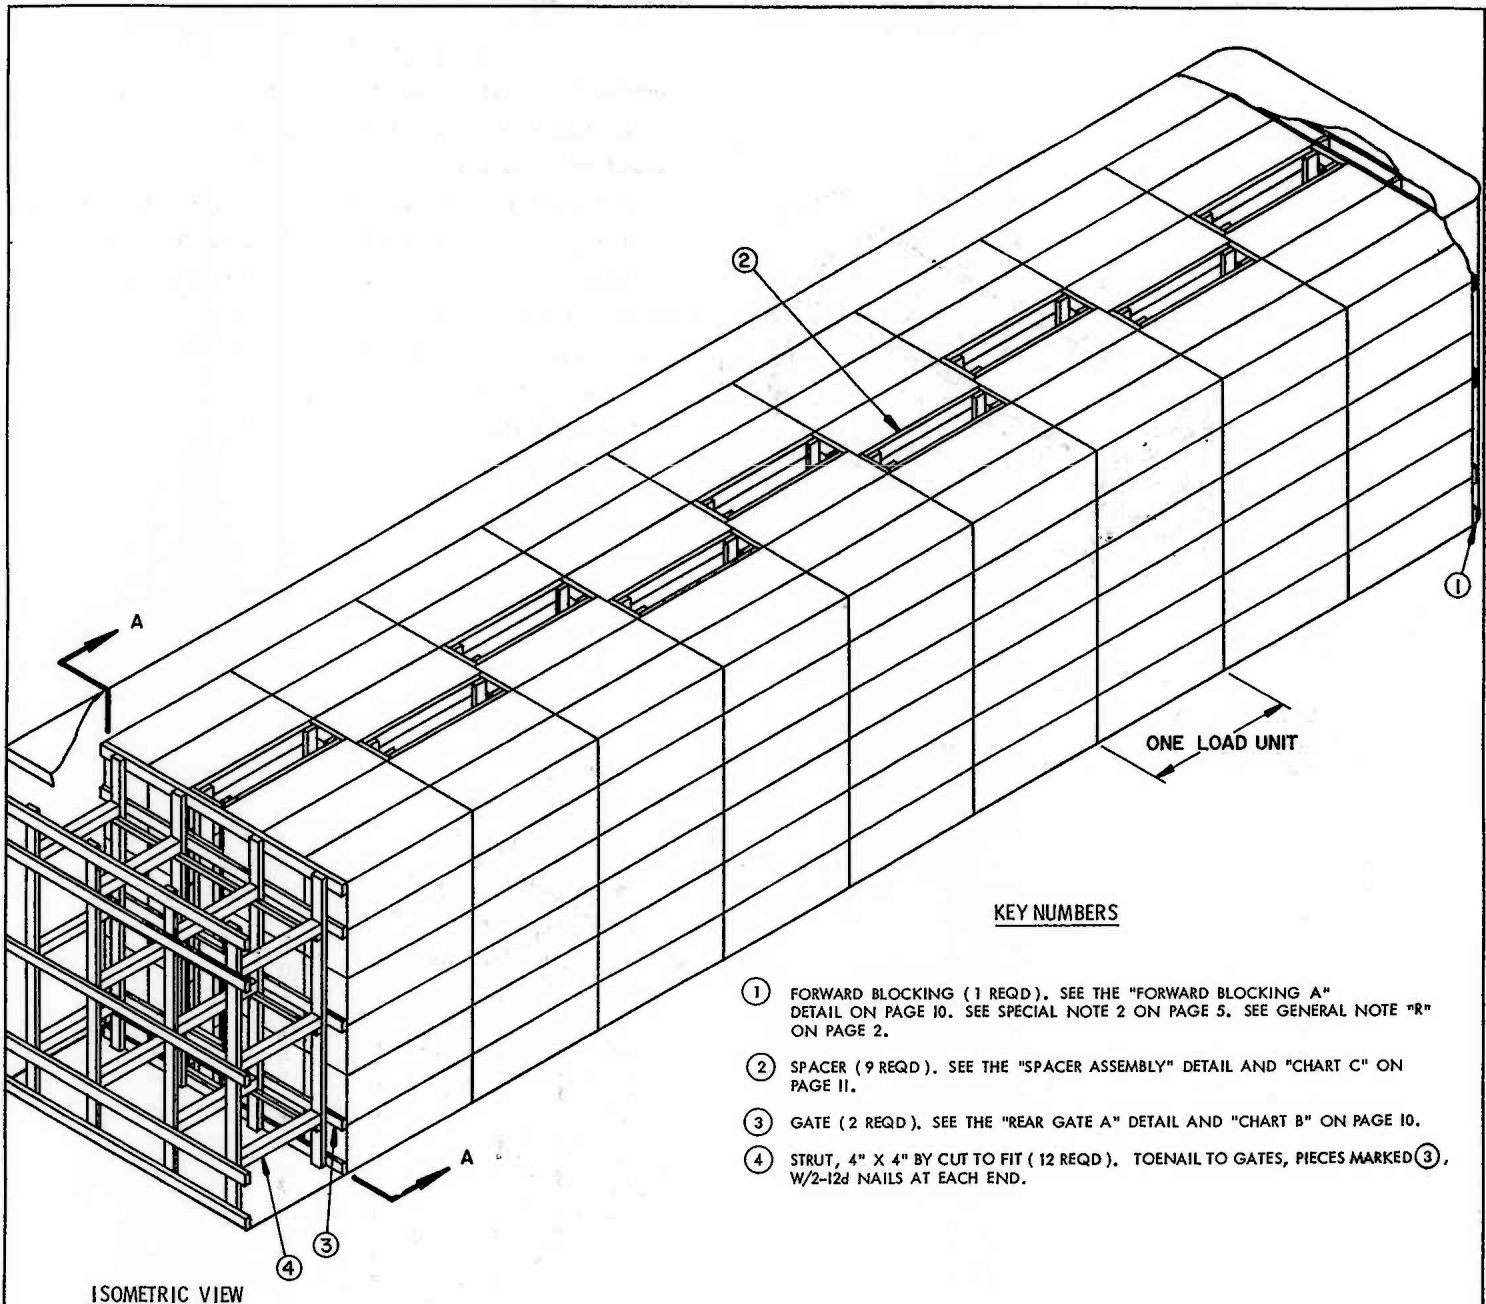 2
1
A
ONE LOAD UNIT
KEY NUMBERS
1 FORWARD BLOCKING (1 REQD). SEE THE "FORWARD BLOCKING A"
DETAIL ON PAGE 10. SEE SPECIAL NOTE 2 ON PAGE 5. SEE GENERAL NOTE "R"
ON PAGE 2.
2 SPACER (9 REQD). SEE THE "SPACER ASSEMBLY" DETAIL AND "CHART C" ON
PAGE 11.
3 GATE (2 REQD). SEE THE "REAR GATE A" DETAIL AND "CHART B" ON PAGE 10.
4 STRUT, 4" X 4" BY CUT TO FIT (12 REQD). TOENAIL TO GATES, PIECES MARKED 3,
W/2-12d NAILS AT EACH END.
A
3
4
ISOMETRIC VIEW